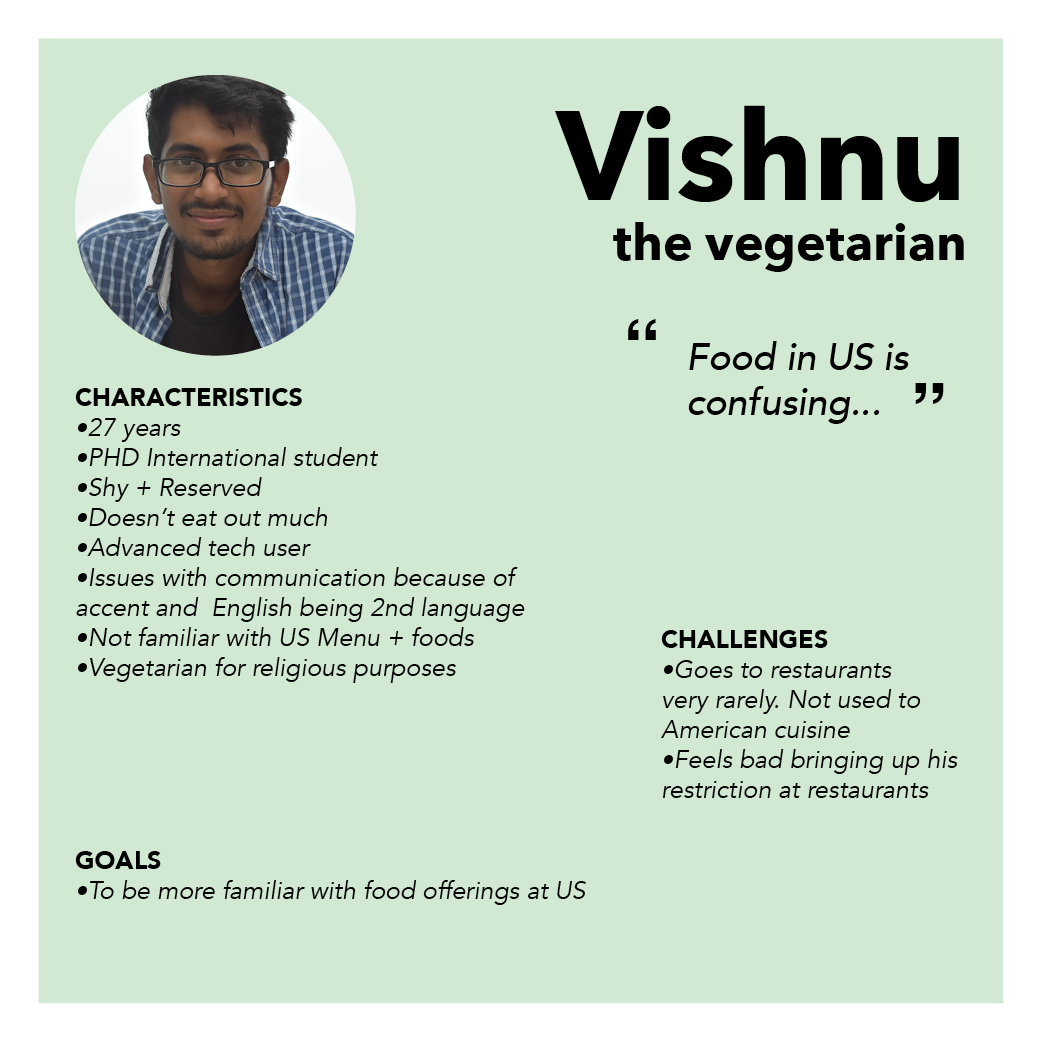 Vishnu
the vegetarian
“ Food in US is
confusing... ”
CHARACTERISTICS
•27 years
•PHD International student
•Shy + Reserved
•Doesn’t eat out much
•Advanced tech user
•Issues with communication because of
accent and  English being 2nd language
•Not familiar with US Menu + foods
•Vegetarian for religious purposes
CHALLENGES
•Goes to restaurants
very rarely. Not used to
American cuisine
•Feels bad bringing up his
restriction at restaurants
GOALS
•To be more familiar with food offerings at US